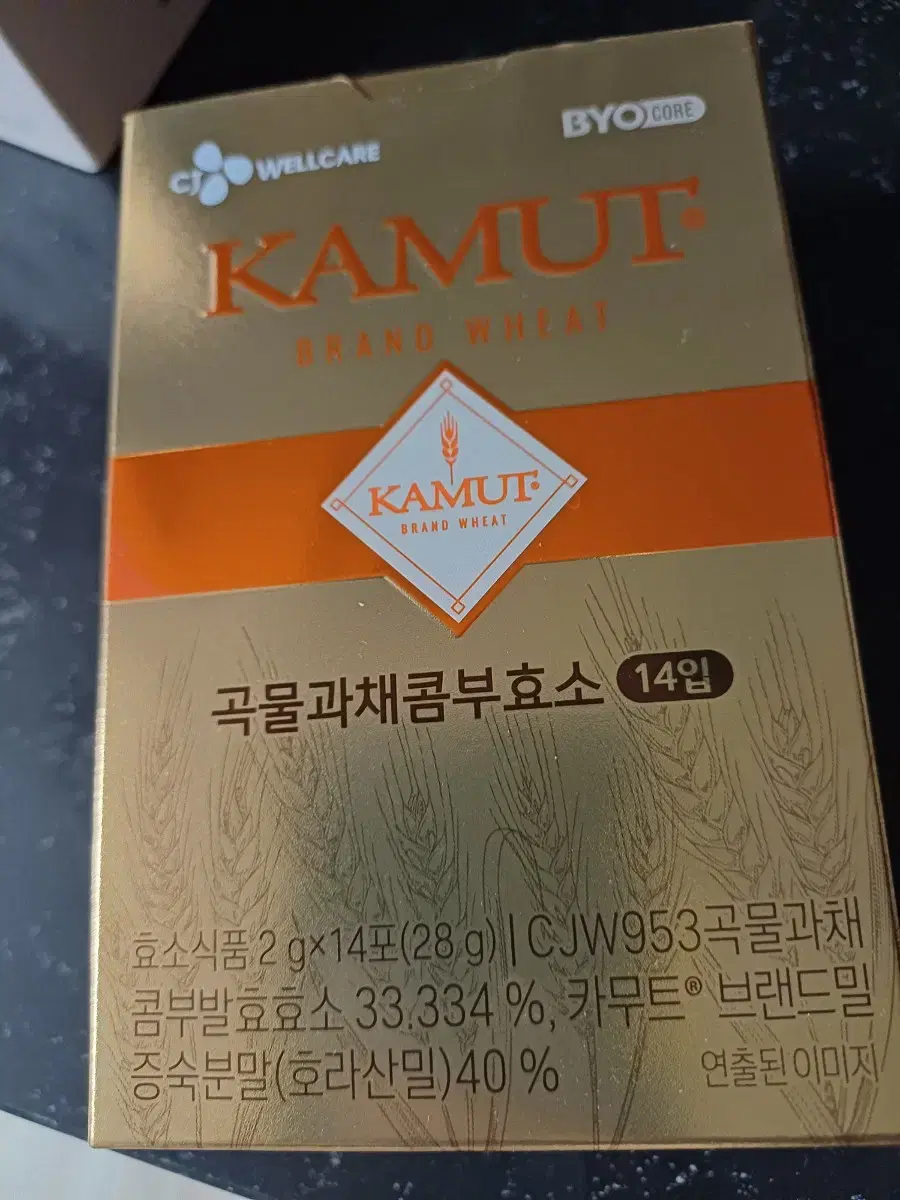 CJ WELLCARE
BYO CORE
KAMUT®
BRAND WHEAT
KAMUT®
BRAND WHEAT
곡물과채콤부효소 14입
효소식품 2 g×14포(28 g) | CJW953곡물과채
콤부발효효소 33.334 %, 카무트® 브랜드밀
증숙분말(호라산밀)40 %
연출된 이미지